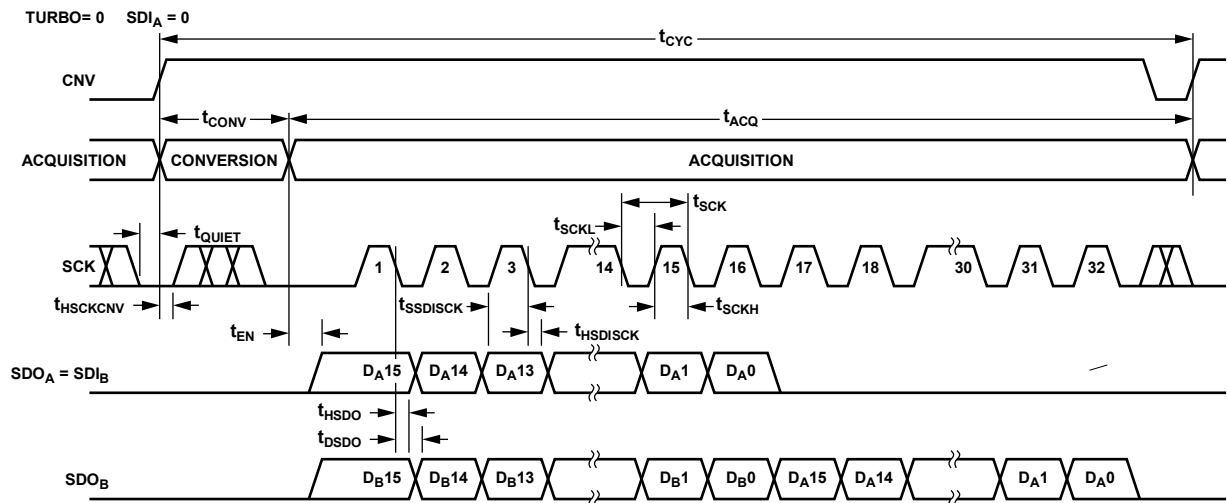 TURBO= 0 SDIA = 0
tCYC
CNV
tCONV
tACQ
ACQUISITION CONVERSION ACQUISITION
tSCK
tQUIET
tSCKL
SCK 1 2 3 14 15 16 17 18 30 31 32
tHSCKCNV
tSSDISCK
tSCKH
tEN
tHSDISCK
SDOA = SDIB DA15 DA14 DA13 DA1 DA0
tHSDO
tDSDO
SDOB DB15 DB14 DB13 DB1 DB0 DA15 DA14 DA1 DA0